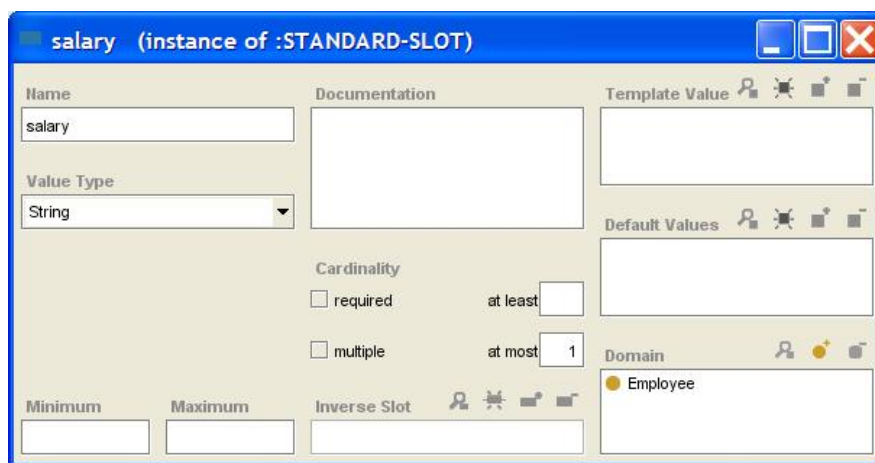 salary (instance of :STANDARD-SLOT)
Name
salary
Value Type
String
Documentation
Cardinality
required at least
multiple at most 1
Template Value
Default Values
Domain
Employee
Minimum Maximum
Inverse Slot